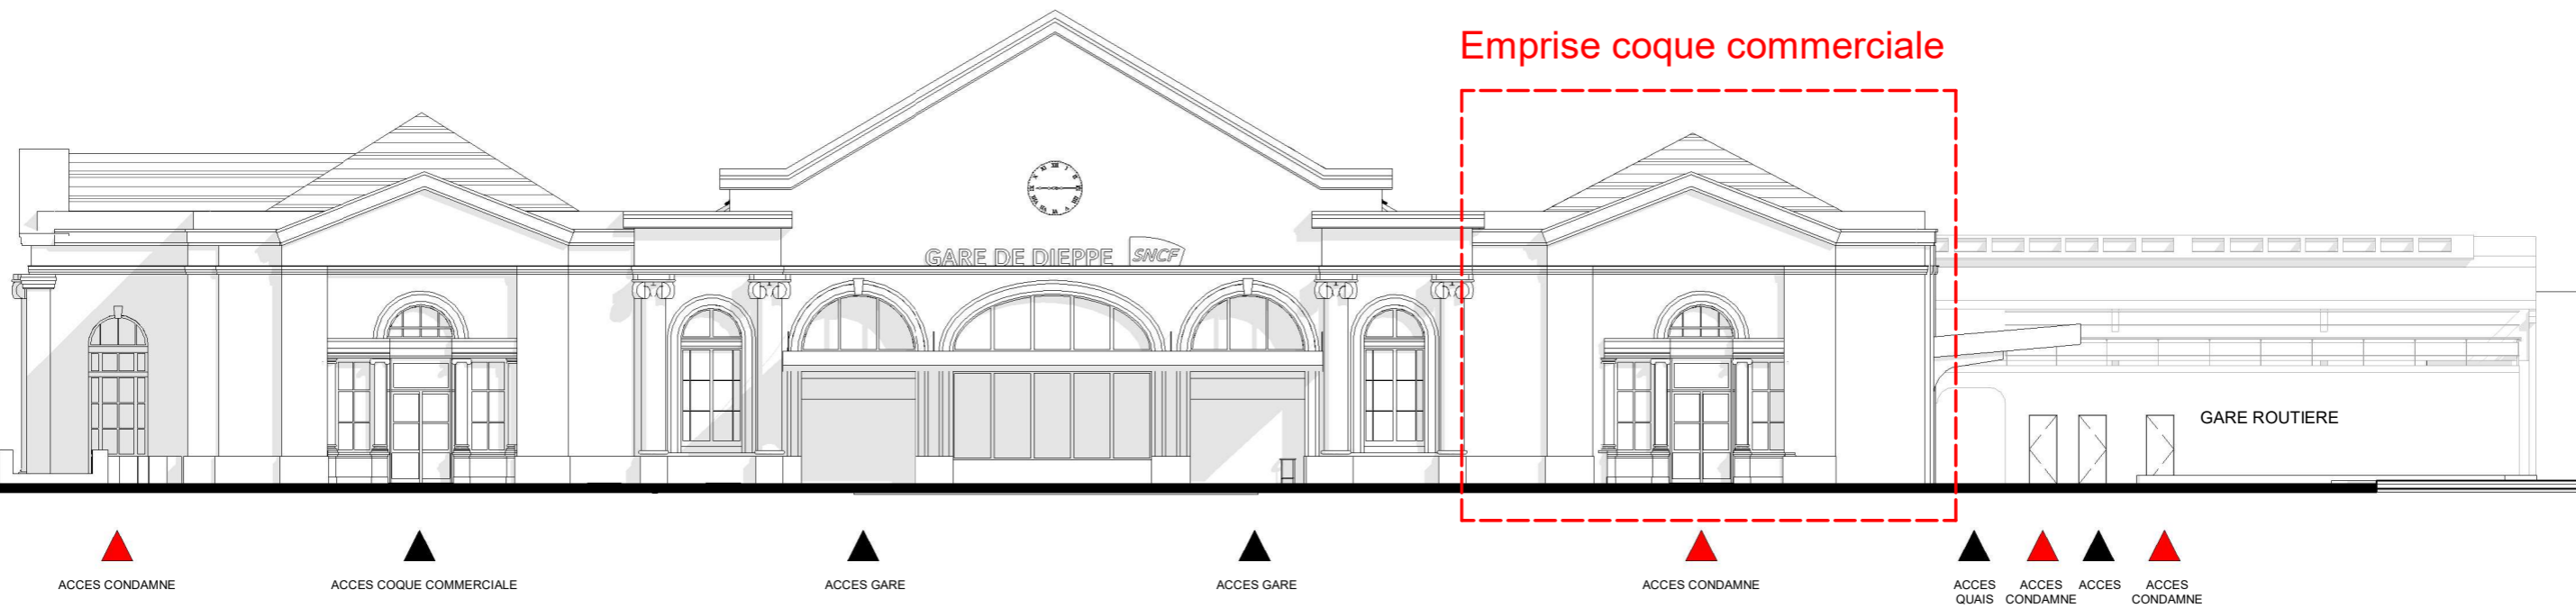 Emprise coque commerciale
GARE DE DIEPPE SNCF
GARE ROUTIERE
ACCES CONDAMNE
ACCES COQUE COMMERCIALE
ACCES GARE
ACCES GARE
ACCES CONDAMNE
ACCES
QUAIS
ACCES
CONDAMNE
ACCES
ACCES
CONDAMNE